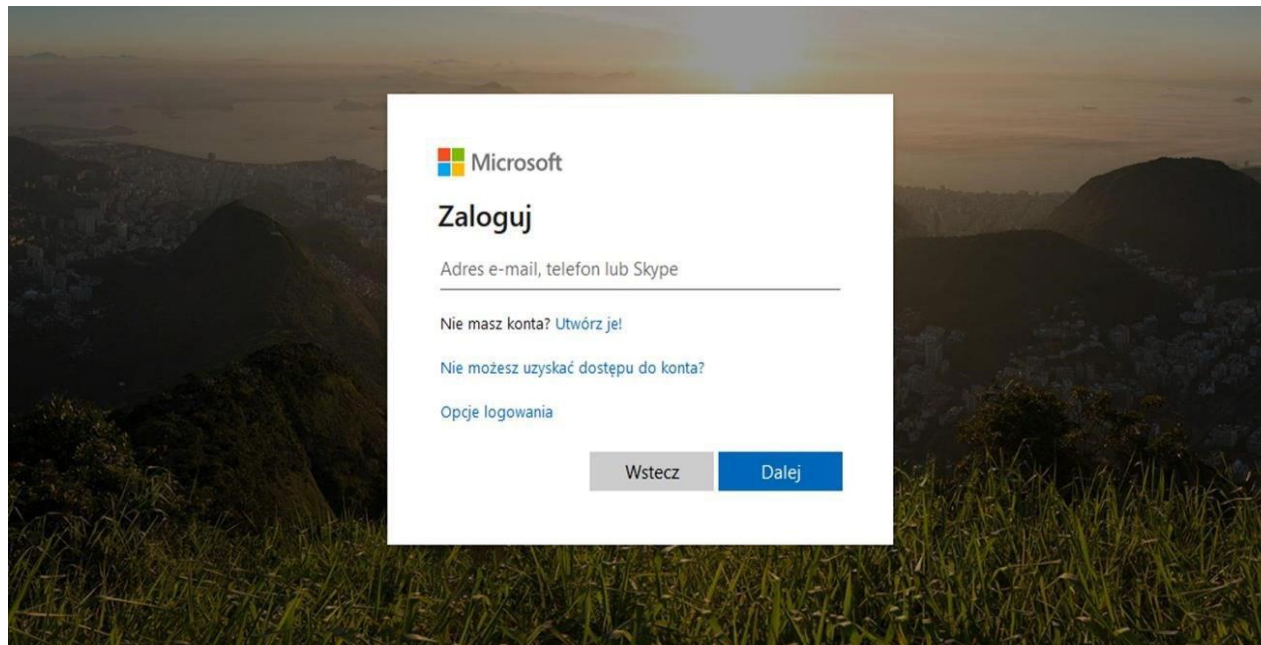 Microsoft
Zaloguj
Adres e-mail, telefon lub Skype
Nie masz konta? Utwórz je!
Nie możesz uzyskać dostępu do konta?
Opcje logowania
Wstecz Dalej